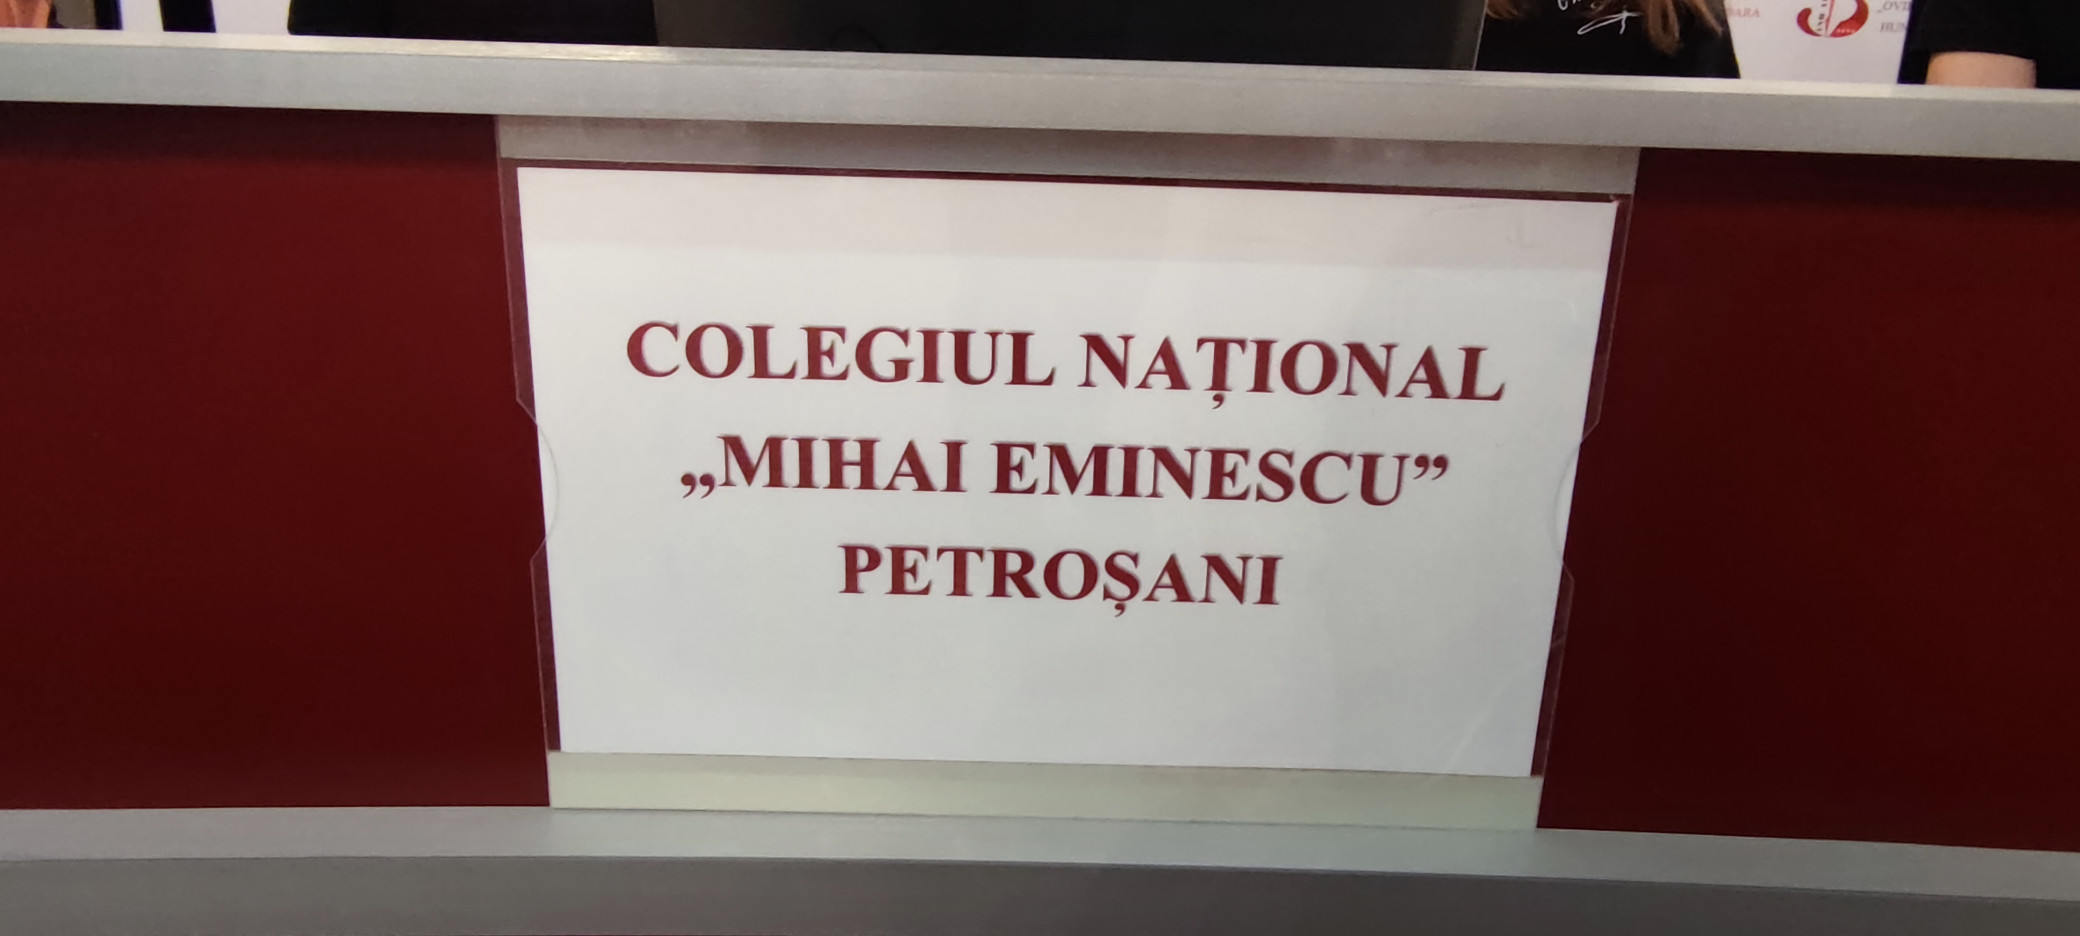 COLEGIUL NAȚIONAL
„MIHAI EMINESCU”
PETROȘANI